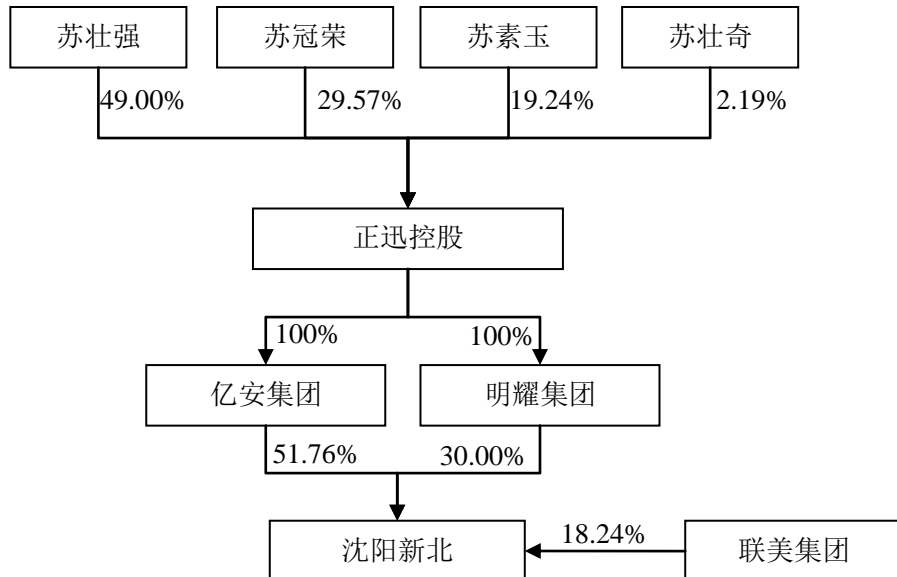 苏壮强
苏冠荣
苏素玉
苏壮奇
49.00%
29.57%
19.24%
2.19%
正迅控股
100%
100%
亿安集团
明耀集团
51.76%
30.00%
沈阳新北
18.24%
联美集团